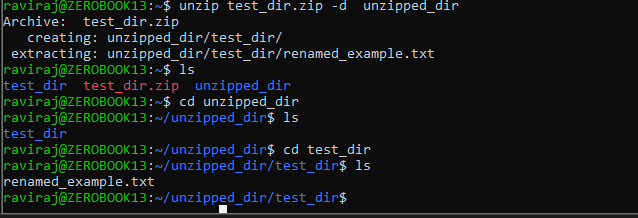 raviraj@ZEROBOOK13:~$ unzip test_dir.zip -d  unzipped_dir
Archive:  test_dir.zip
   creating: unzipped_dir/test_dir/
 extracting: unzipped_dir/test_dir/renamed_example.txt
raviraj@ZEROBOOK13:~$ ls
test_dir  test_dir.zip  unzipped_dir
raviraj@ZEROBOOK13:~$ cd unzipped_dir
raviraj@ZEROBOOK13:~/unzipped_dir$ ls
test_dir
raviraj@ZEROBOOK13:~/unzipped_dir$ cd test_dir
raviraj@ZEROBOOK13:~/unzipped_dir/test_dir$ ls
renamed_example.txt
raviraj@ZEROBOOK13:~/unzipped_dir/test_dir$